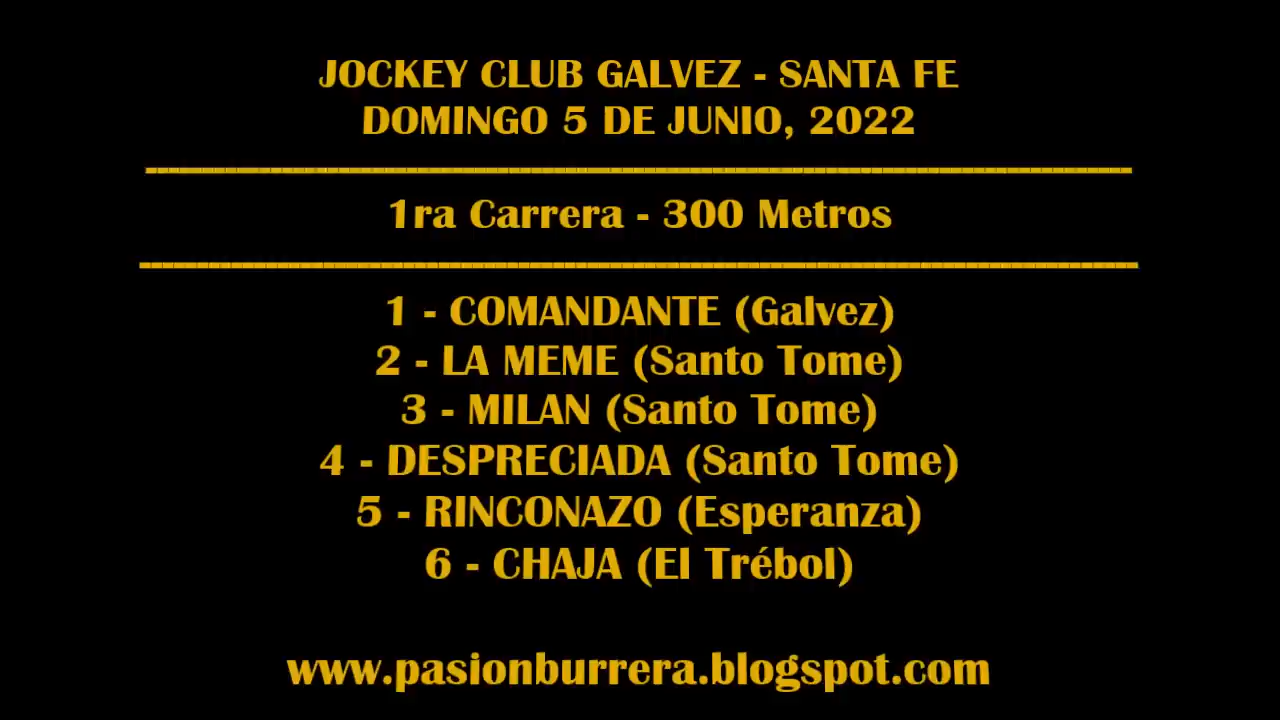 JOCKEY CLUB GALVEZ - SANTA FE
DOMINGO 5 DE JUNIO, 2022
1ra Carrera - 300 Metros
1 - COMANDANTE (Galvez)
2 - LA MEME (Santo Tome)
3 - MILAN (Santo Tome)
4 - DESPRECIADA (Santo Tome)
5 - RINCONAZO (Esperanza)
6 - CHAJA (El Trébol)
www.pasionburrera.blogspot.com